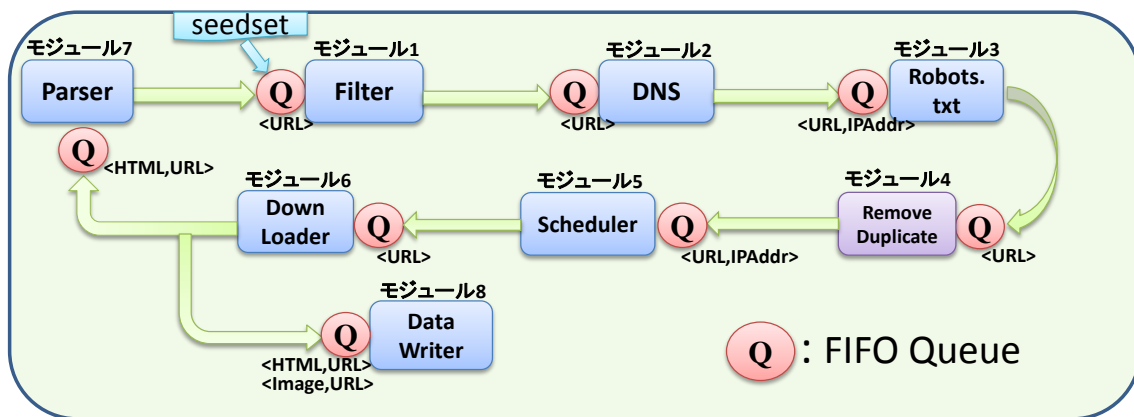 seedset
モジュール7
Parser
Q
<HTML,URL>
モジュール1
Q
Filter
<URL>
モジュール2
Q
DNS
<URL>
モジュール3
Q
Robots.
txt
<URL,IPAddr>
モジュール4
Remove
Duplicate
Q
<URL>
モジュール5
Scheduler
Q
<URL,IPAddr>
モジュール6
Down
Loader
Q
<URL>
モジュール8
Q
Data
Writer
<HTML,URL>
<Image,URL>
Q : FIFO Queue